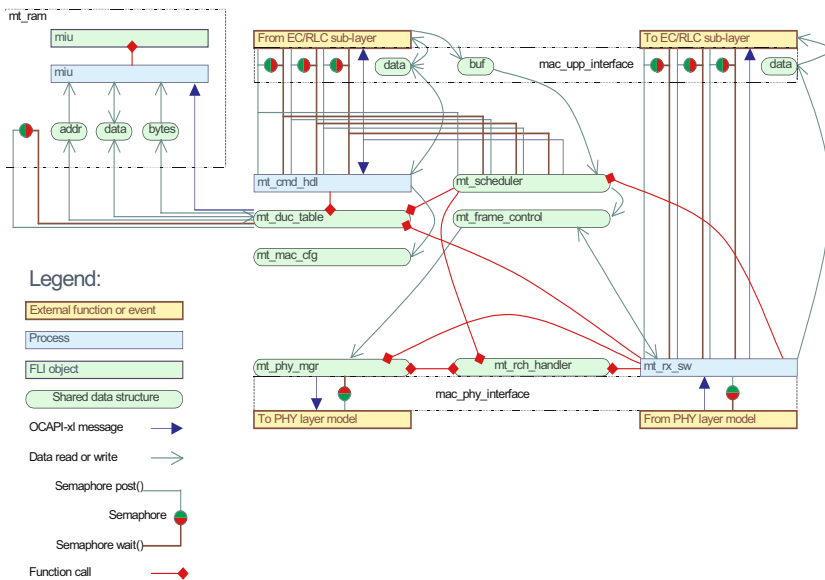 mt_ram
miu
miu
addr
data
bytes
From EC/RLC sub-layer
To EC/RLC sub-layer
mac_upp_interface
data
buf
data
mt_cmd_hdl
mt_scheduler
mt_duc_table
mt_frame_control
mt_mac_cfg
mt_phy_mgr
mt_rch_handler
mt_rx_sw
mac_phy_interface
To PHY layer model
From PHY layer model
Legend:
External function or event
Process
FLI object
Shared data structure
OCAPI-xl message
Data read or write
Semaphore post()
Semaphore
Semaphore wait()
Function call